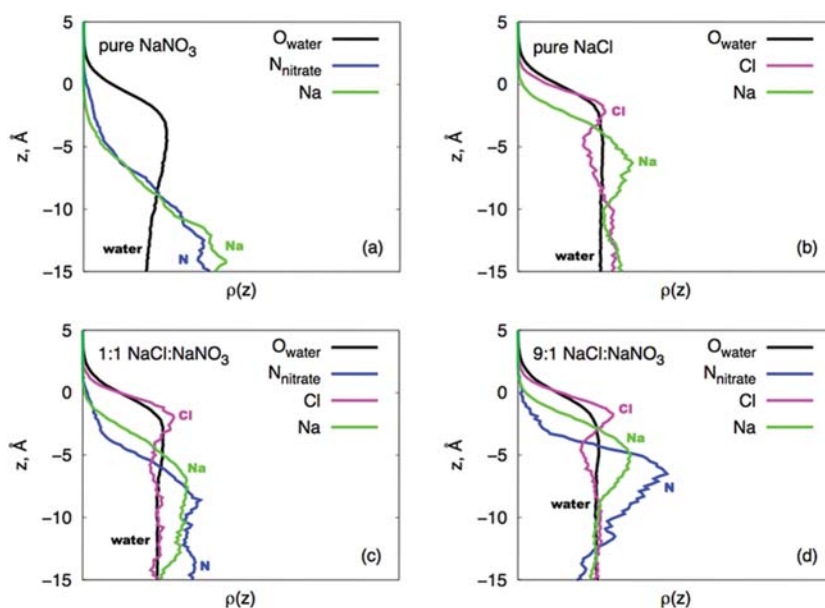 5
0
−5
−10
−15
z, Å
pure NaNO3
Owater
Nnitrate
Na
water
N
Na
(a)
ρ(z)
5
0
−5
−10
−15
z, Å
pure NaCl
Owater
Cl
Na
Cl
Na
water
(b)
ρ(z)
5
0
−5
−10
−15
z, Å
1:1 NaCl:NaNO3
Owater
Nnitrate
Cl
Na
Cl
Na
water
N
(c)
ρ(z)
5
0
−5
−10
−15
z, Å
9:1 NaCl:NaNO3
Owater
Nnitrate
Cl
Na
Cl
Na
N
water
(d)
ρ(z)